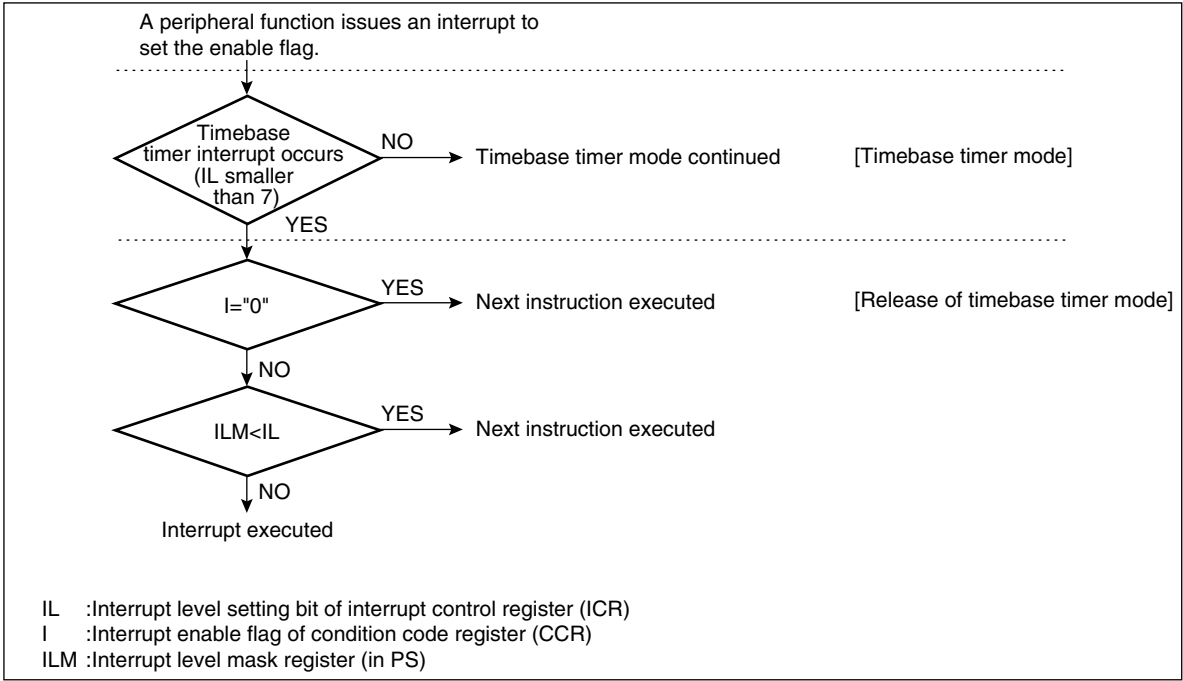 A peripheral function issues an interrupt to
set the enable flag.
Timebase
timer interrupt occurs
(IL smaller
than 7)
NO
Timebase timer mode continued
[Timebase timer mode]
YES
I="0"
YES
Next instruction executed
[Release of timebase timer mode]
NO
ILM<IL
YES
Next instruction executed
NO
Interrupt executed
IL :Interrupt level setting bit of interrupt control register (ICR)
I :Interrupt enable flag of condition code register (CCR)
ILM :Interrupt level mask register (in PS)